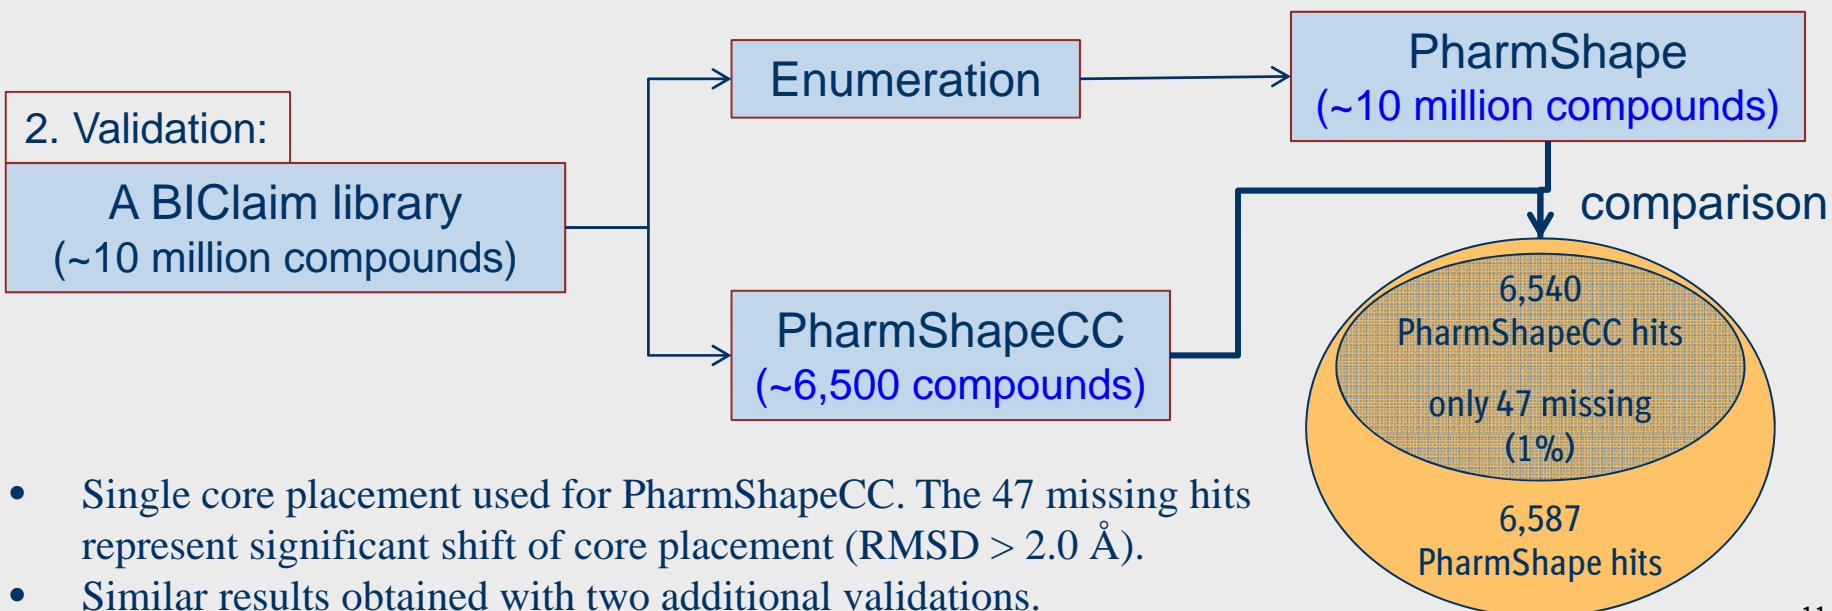 2. Validation:
A BIClaim library
(~10 million compounds)
Enumeration
PharmShape
(~10 million compounds)
PharmShapeCC
(~6,500 compounds)
comparison
6,540
PharmShapeCC hits
only 47 missing
(1%)
6,587
PharmShape hits
• Single core placement used for PharmShapeCC. The 47 missing hits
represent significant shift of core placement (RMSD > 2.0 Å).
• Similar results obtained with two additional validations.